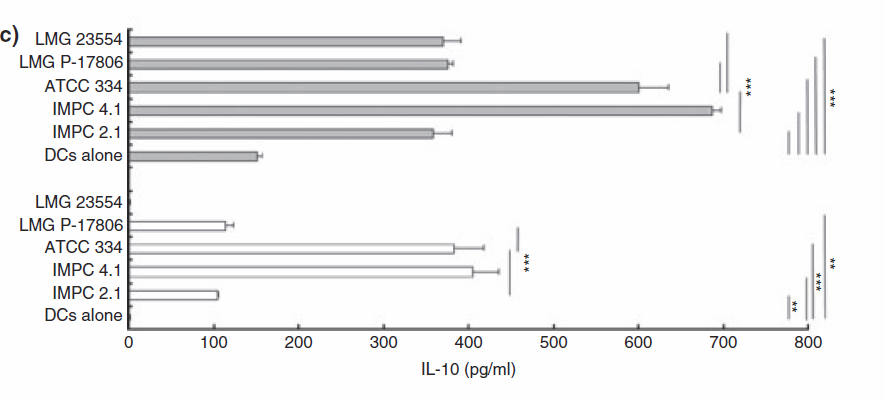 c)
LMG 23554
LMG P-17806
ATCC 334
IMPC 4.1
IMPC 2.1
DCs alone
***
***
LMG 23554
LMG P-17806
ATCC 334
IMPC 4.1
IMPC 2.1
DCs alone
***
**
***
**
0 100 200 300 400 500 600 700 800
IL-10 (pg/ml)